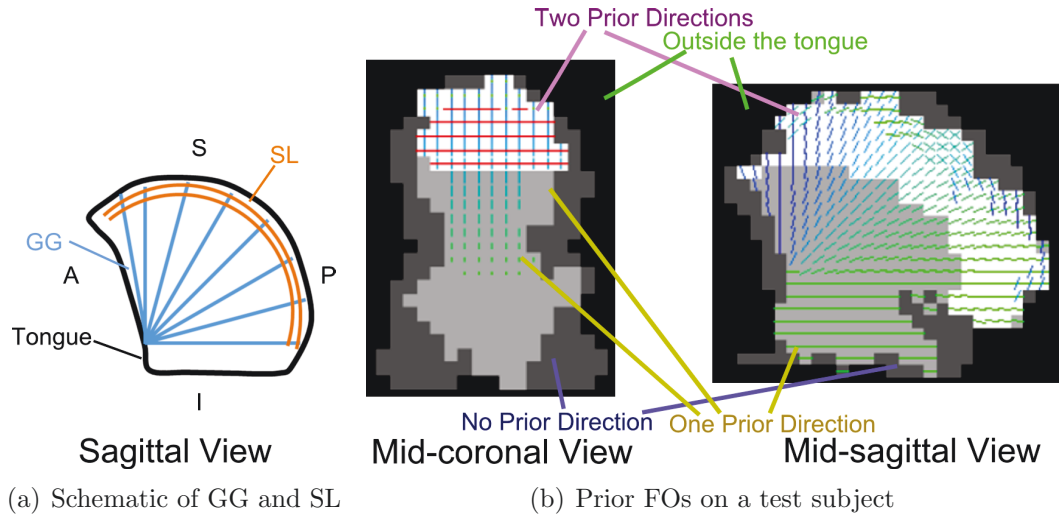 Two Prior Directions
Outside the tongue
S
SL
GG
A
P
Tongue
I
No Prior Direction
One Prior Direction
Sagittal View
Mid-coronal View
Mid-sagittal View
(a) Schematic of GG and SL
(b) Prior FOs on a test subject